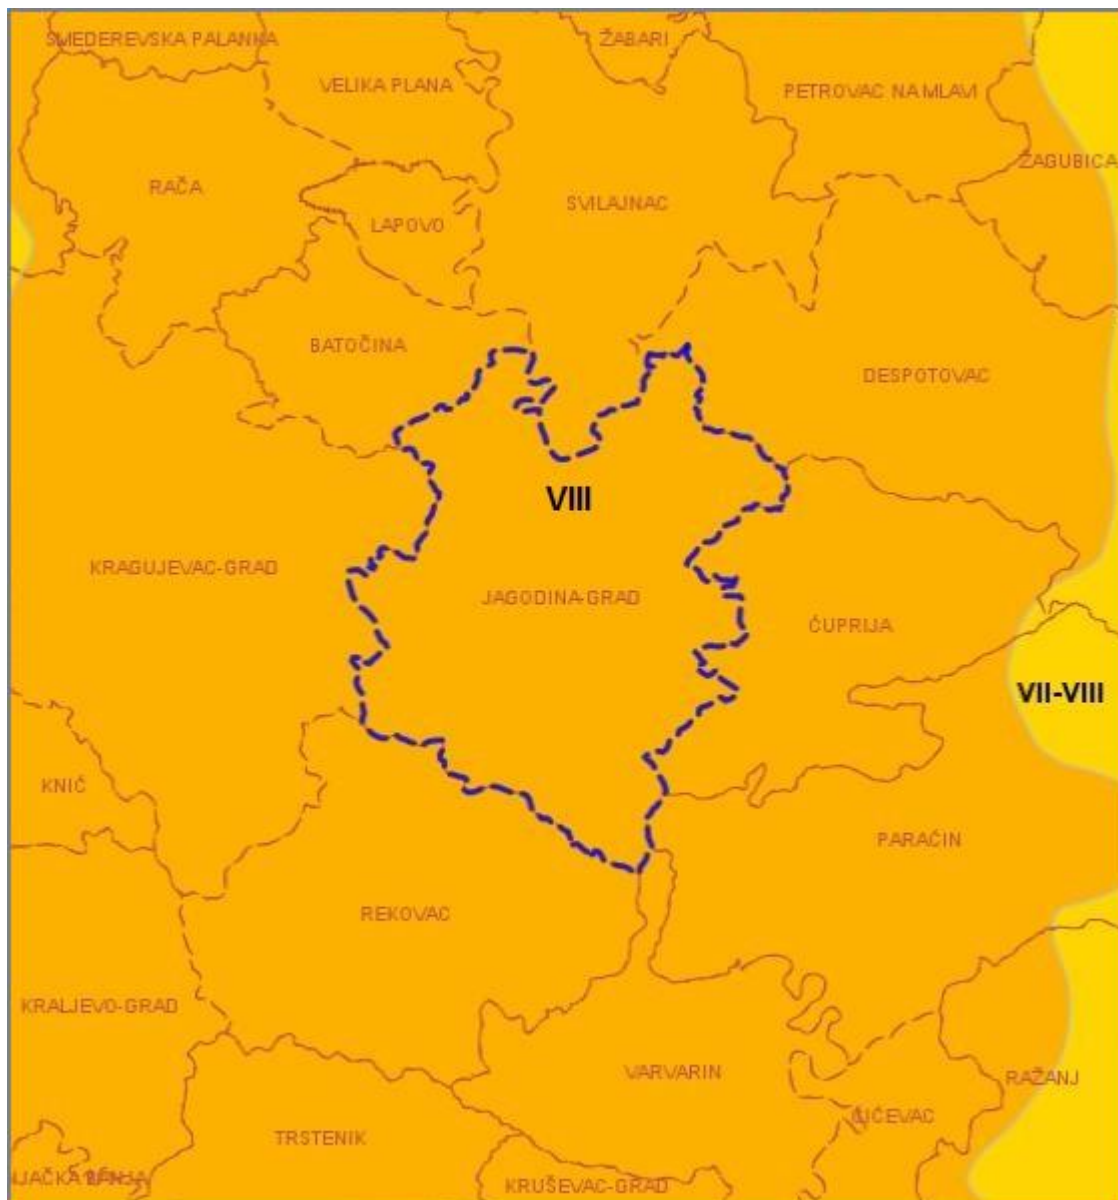 SMEDEREVSKA PALANKA
ŽABARI
VELIKA PLANA
PETROVAC NA MLAVI
ŽAGUBICA
RAČA
SVILAJNAC
LAPOVO
BATOČINA
DESPOTOVAC
VIII
KRAGUJEVAC-GRAD
JAGODINA-GRAD
ĆUPRIJA
VII-VIII
KNIĆ
PARAĆIN
REKOVAC
KRALJEVO-GRAD
VARVARIN
RAŽANJ
ĆIĆEVAC
TRSTENIK
KRUŠEVAC-GRAD